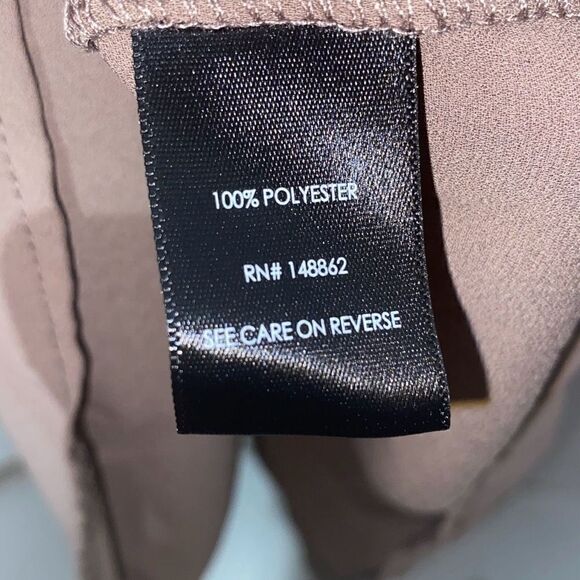 100% POLYESTER
RN# 148862
SEE CARE ON REVERSE